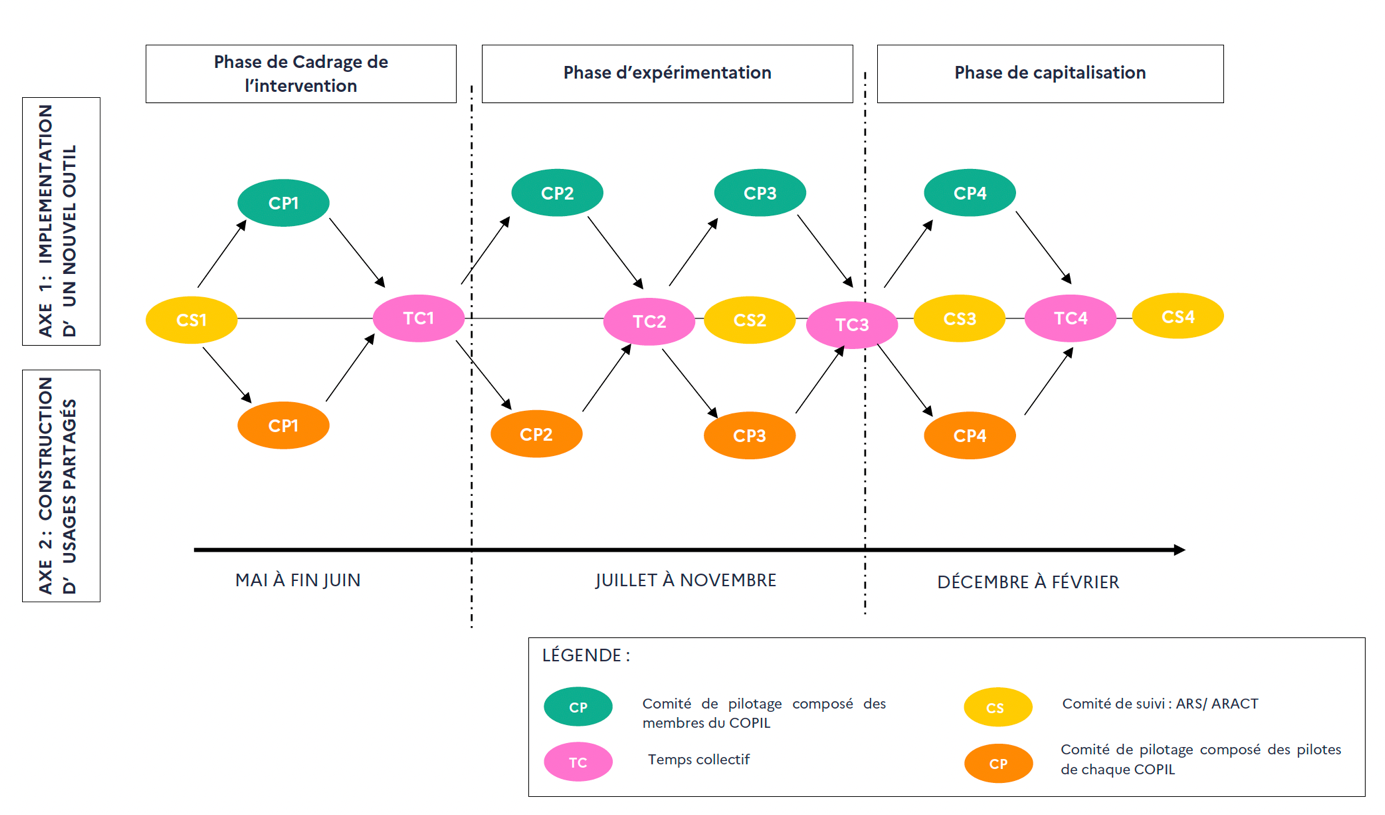 Phase de Cadrage de
l’intervention
Phase d’expérimentation
Phase de capitalisation
AXE 1 : IMPLEMENTATION
D’ UN NOUVEL OUTIL
AXE 2 : CONSTRUCTION
D’ USAGES PARTAGÉS
CP1
CP2
CP3
CP4
CS1
TC1
TC2
CS2
TC3
CS3
TC4
CS4
CP1
CP2
CP3
CP4
MAI À FIN JUIN
JUILLET À NOVEMBRE
DÉCEMBRE À FÉVRIER
LÉGENDE :
CP
Comité de pilotage composé des
membres du COPIL
TC
Temps collectif
CS
Comité de suivi : ARS/ ARACT
CP
Comité de pilotage composé des pilotes
de chaque COPIL